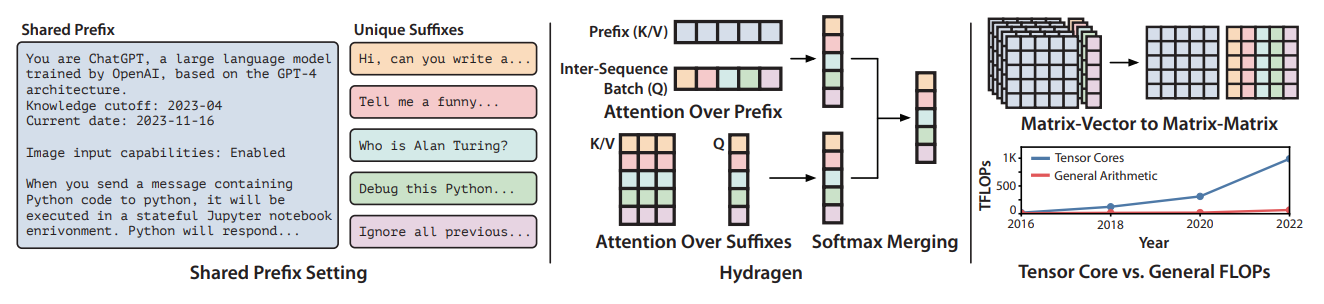 Shared Prefix
You are ChatGPT, a large language model
trained by OpenAI, based on the GPT-4
architecture.
Knowledge cutoff: 2023-04
Current date: 2023-11-16
Image input capabilities: Enabled
When you send a message containing
Python code to python, it will be
executed in a stateful Jupyter notebook
enrivonment. Python will respond...
Unique Suffixes
Hi, can you write a...
Tell me a funny...
Who is Alan Turing?
Debug this Python...
Ignore all previous...
Shared Prefix Setting
Prefix (K/V)
Inter-Sequence
Batch (Q)
Attention Over Prefix
K/V
Q
Attention Over Suffixes
Softmax Merging
Hydragen
Matrix-Vector to Matrix-Matrix
TFLOPs
1K
500
0
Tensor Cores
General Arithmetic
2016
2018
2020
2022
Year
Tensor Core vs. General FLOPs